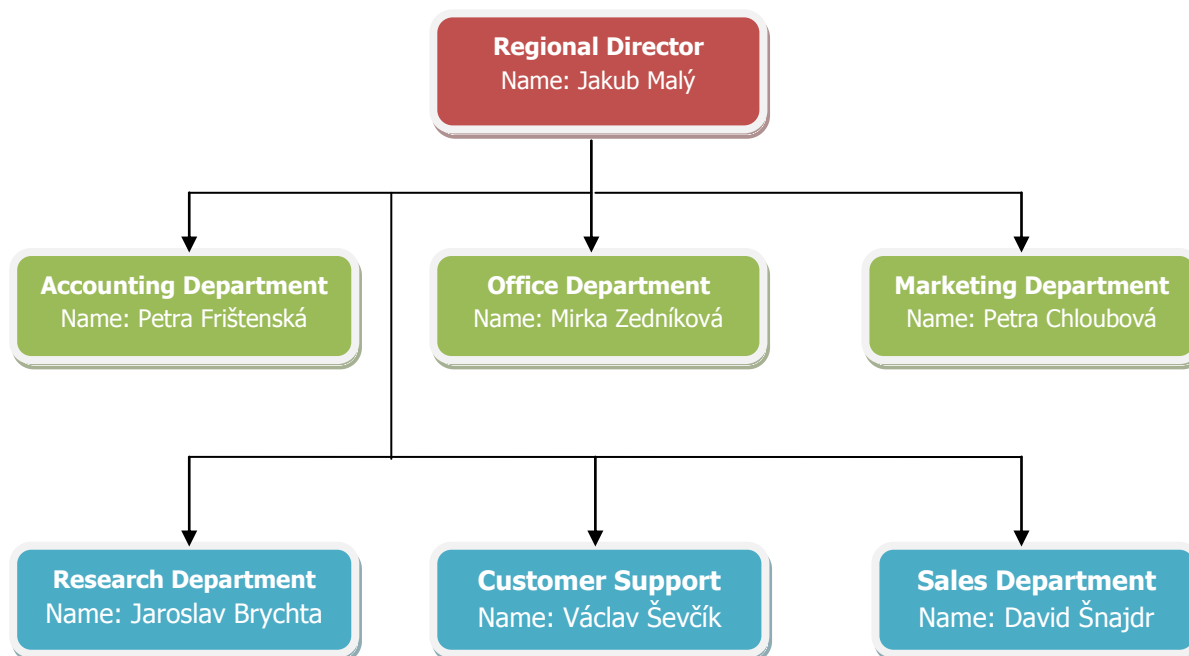 Regional Director
Name: Jakub Malý
Accounting Department
Name: Petra Frištenská
Office Department
Name: Mirka Zedníková
Marketing Department
Name: Petra Chloubová
Research Department
Name: Jaroslav Brychta
Customer Support
Name: Václav Ševčík
Sales Department
Name: David Šnajdr